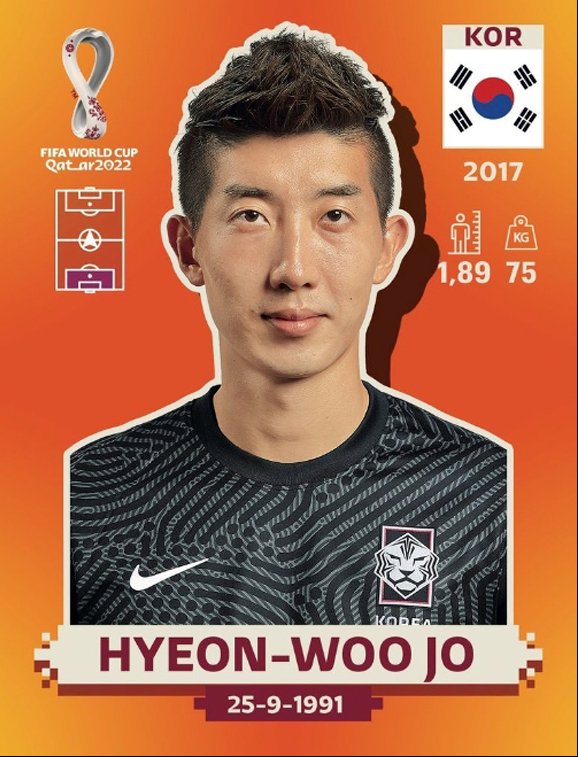 FIFA WORLD CUP
Qatar2022
KOR
2017
KG
1,89 75
KOREA
HYEON-WOO JO
25-9-1991